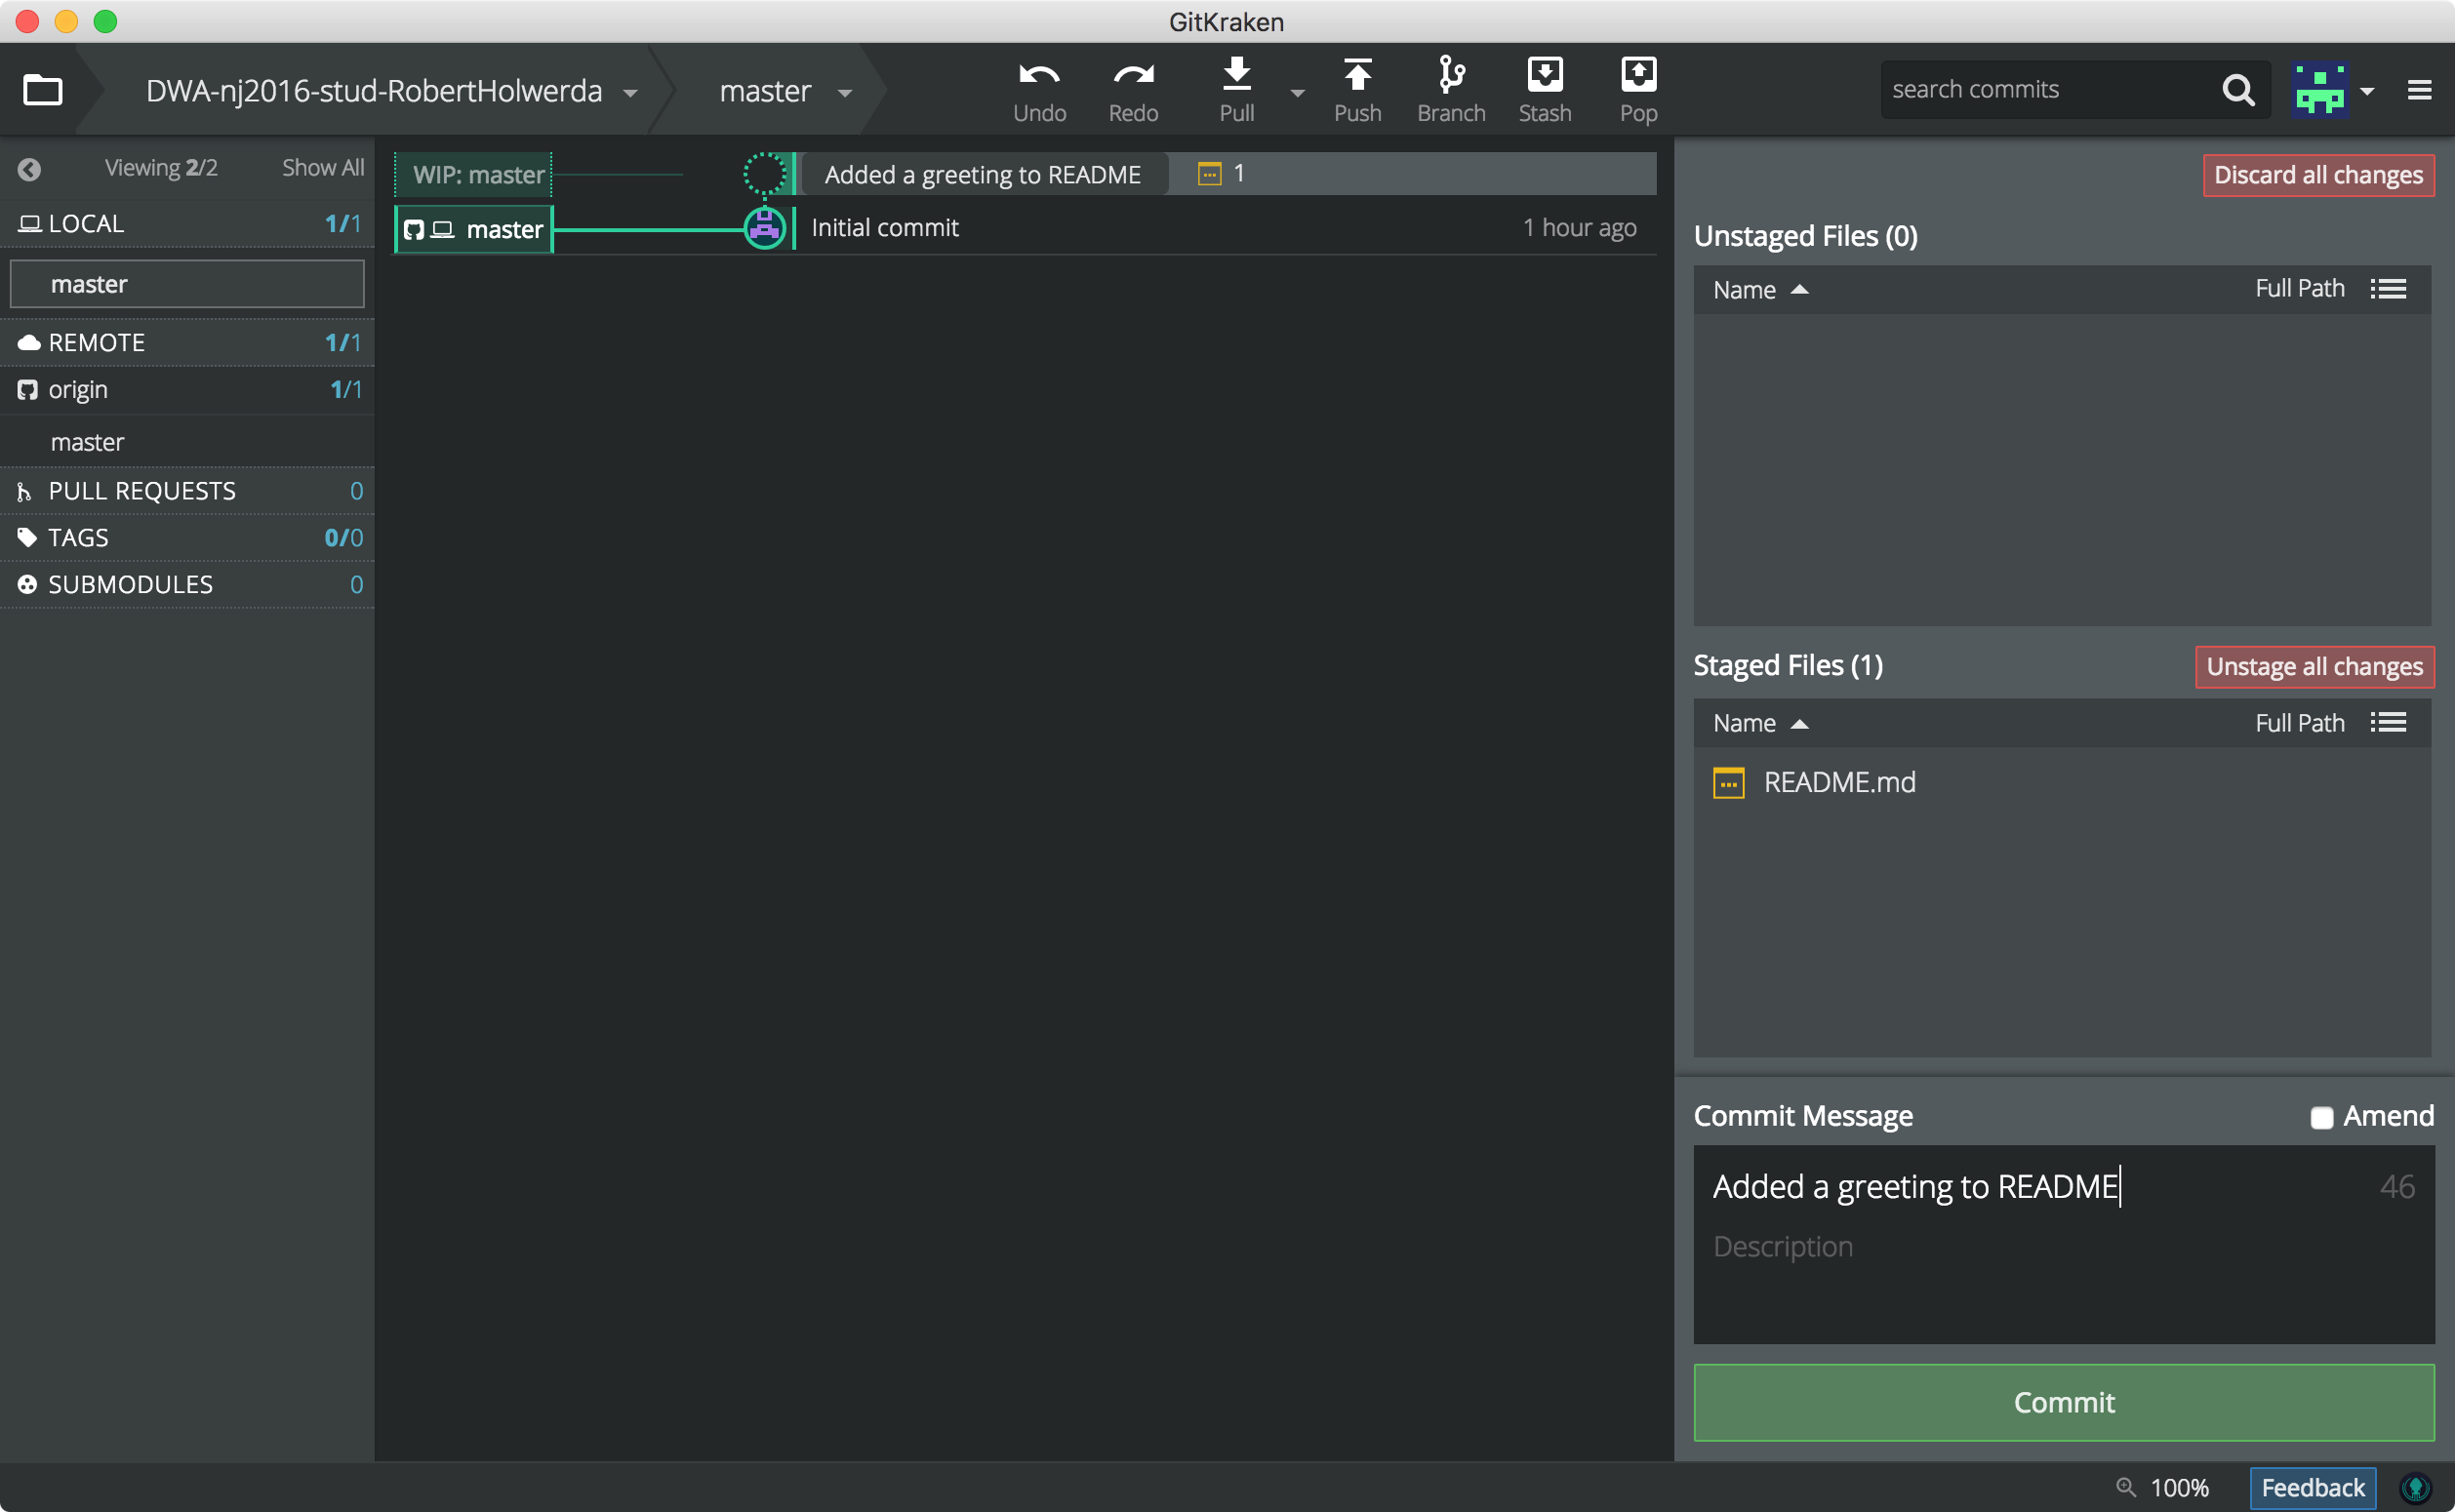 GitKraken
DWA-nj2016-stud-RobertHolwerda
master
Undo
Redo
Pull
Push
Branch
Stash
Pop
search commits
Viewing 2/2
Show All
LOCAL 1/1
master
REMOTE 1/1
origin 1/1
master
PULL REQUESTS 0
TAGS 0/0
SUBMODULES 0
WIP: master
Added a greeting to README
1
master
Initial commit
1 hour ago
Discard all changes
Unstaged Files (0)
Name
Full Path
Staged Files (1)
Unstage all changes
Name
Full Path
README.md
Commit Message
Amend
Added a greeting to README
46
Description
Commit
100%
Feedback